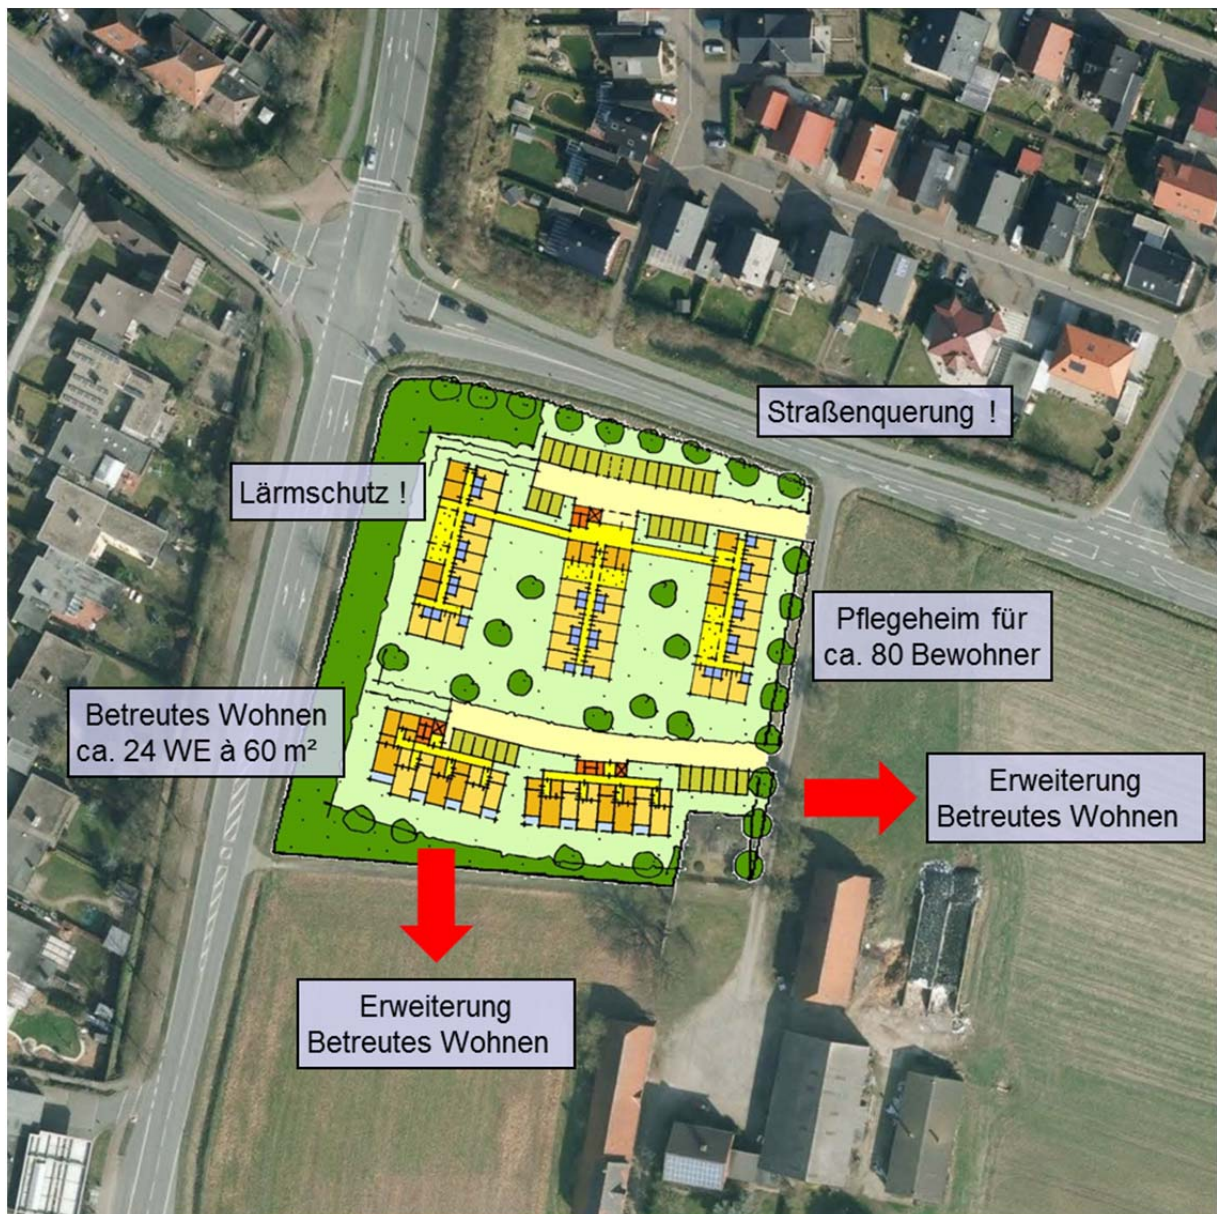 Straßenquerung !
Lärmschutz !
Pflegeheim für
ca. 80 Bewohner
Betreutes Wohnen
ca. 24 WE à 60 m²
Erweiterung
Betreutes Wohnen
Erweiterung
Betreutes Wohnen